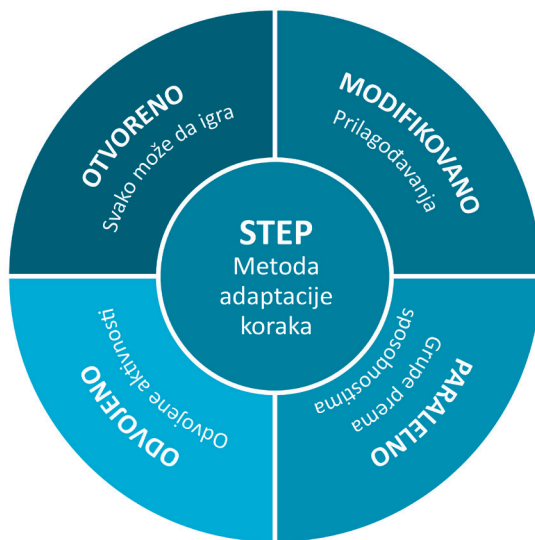 OTVORENO
Svako može da igra
MODIFIKOVANO
Prilagođavanja
STEP
Metoda
adaptacije
koraka
PARALELNO
Grupe prema
sposobnostima
ODVOJENO
Odvojene aktivnosti